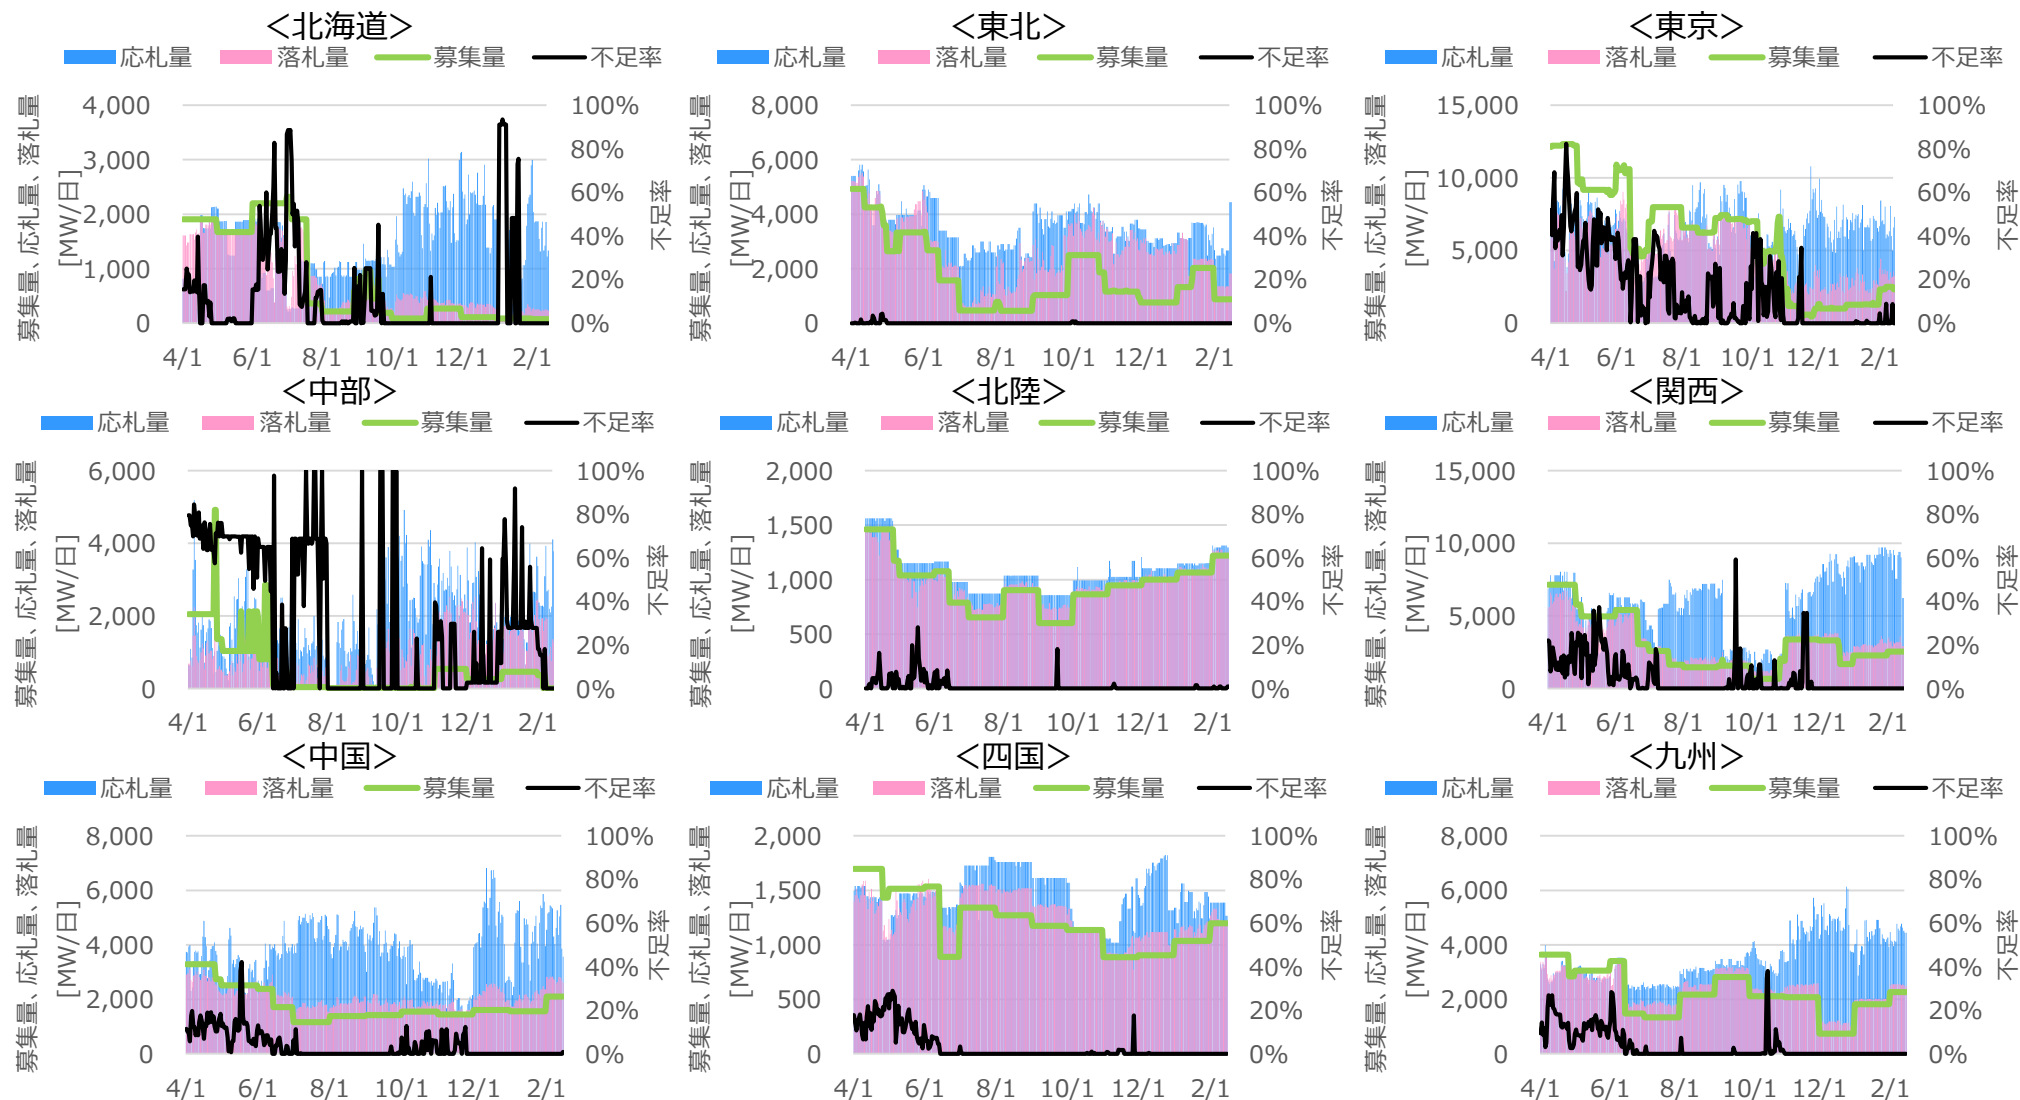 ＜北海道＞
応札量 落札量 募集量 不足率
募集量、応札量、落札量
[MW/日]
4,000
3,000
2,000
1,000
0
100%
80%
60%
40%
20%
0%
不足率
4/1 6/1 8/1 10/1 12/1 2/1
＜東北＞
応札量 落札量 募集量 不足率
募集量、応札量、落札量
[MW/日]
8,000
6,000
4,000
2,000
0
100%
80%
60%
40%
20%
0%
不足率
4/1 6/1 8/1 10/1 12/1 2/1
＜東京＞
応札量 落札量 募集量 不足率
募集量、応札量、落札量
[MW/日]
15,000
10,000
5,000
0
100%
80%
60%
40%
20%
0%
不足率
4/1 6/1 8/1 10/1 12/1 2/1
＜中部＞
応札量 落札量 募集量 不足率
募集量、応札量、落札量
[MW/日]
6,000
4,000
2,000
0
100%
80%
60%
40%
20%
0%
不足率
4/1 6/1 8/1 10/1 12/1 2/1
＜北陸＞
応札量 落札量 募集量 不足率
募集量、応札量、落札量
[MW/日]
2,000
1,500
1,000
500
0
100%
80%
60%
40%
20%
0%
不足率
4/1 6/1 8/1 10/1 12/1 2/1
＜関西＞
応札量 落札量 募集量 不足率
募集量、応札量、落札量
[MW/日]
15,000
10,000
5,000
0
100%
80%
60%
40%
20%
0%
不足率
4/1 6/1 8/1 10/1 12/1 2/1
＜中国＞
応札量 落札量 募集量 不足率
募集量、応札量、落札量
[MW/日]
8,000
6,000
4,000
2,000
0
100%
80%
60%
40%
20%
0%
不足率
4/1 6/1 8/1 10/1 12/1 2/1
＜四国＞
応札量 落札量 募集量 不足率
募集量、応札量、落札量
[MW/日]
2,000
1,500
1,000
500
0
100%
80%
60%
40%
20%
0%
不足率
4/1 6/1 8/1 10/1 12/1 2/1
＜九州＞
応札量 落札量 募集量 不足率
募集量、応札量、落札量
[MW/日]
8,000
6,000
4,000
2,000
0
100%
80%
60%
40%
20%
0%
不足率
4/1 6/1 8/1 10/1 12/1 2/1